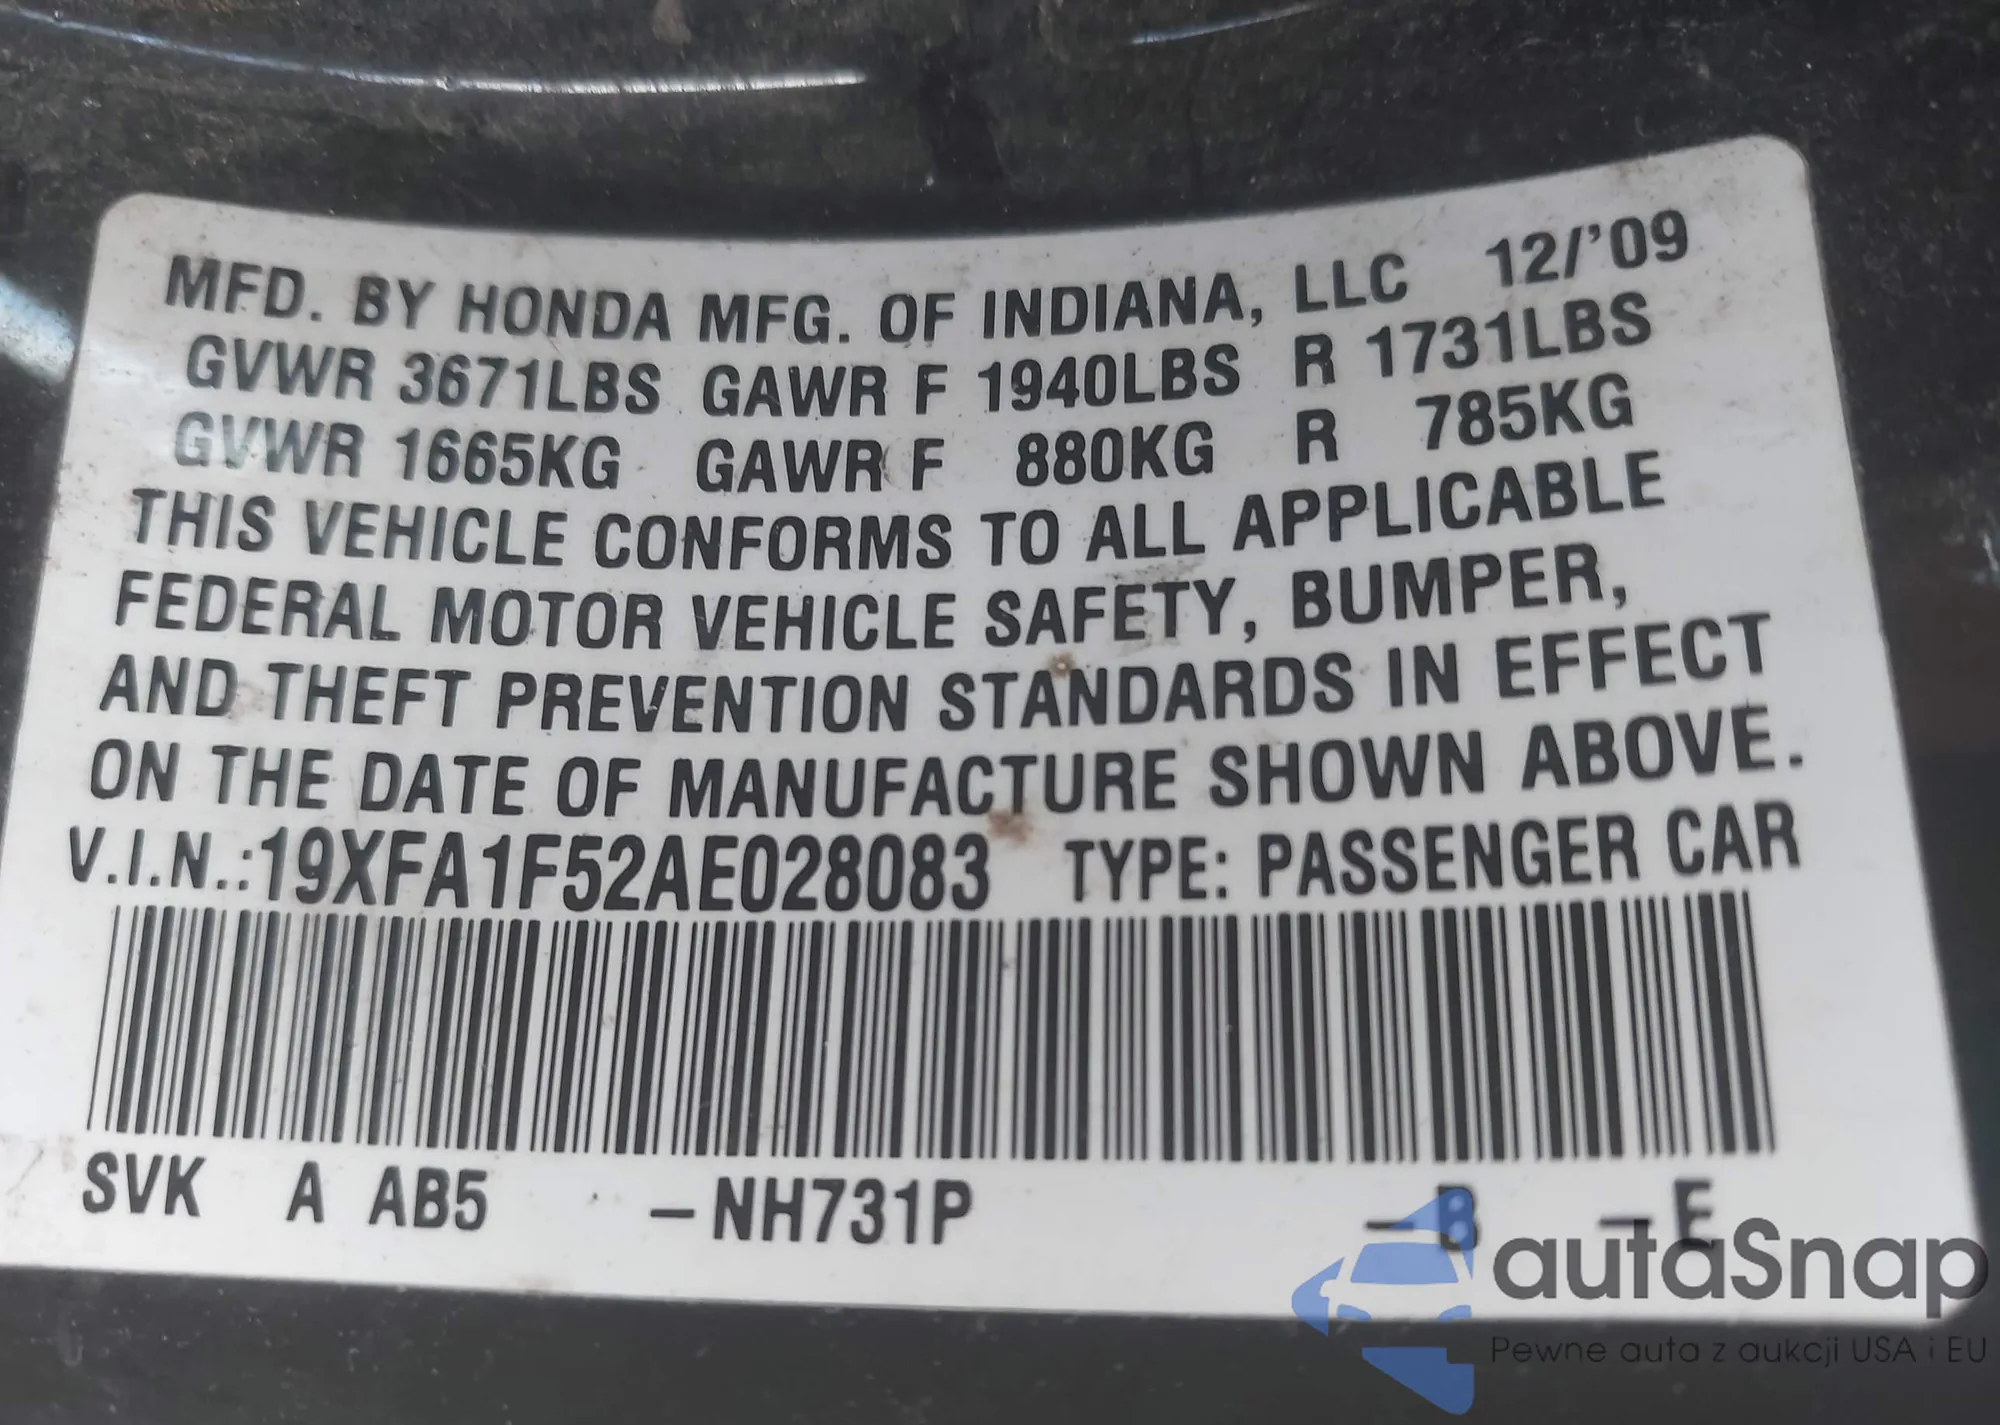 MFD. BY HONDA MFG. OF INDIANA, LLC 12/'09
GVWR 3671LBS GAWR F 1940LBS R 1731LBS
GVWR 1665KG GAWR F 880KG R 785KG
THIS VEHICLE CONFORMS TO ALL APPLICABLE
FEDERAL MOTOR VEHICLE SAFETY, BUMPER,
AND THEFT PREVENTION STANDARDS IN EFFECT
ON THE DATE OF MANUFACTURE SHOWN ABOVE.
V.I.N.:19XFA1F52AE028083 TYPE: PASSENGER CAR
SVK A AB5 -NH731P -B -E
autaSnap
Pewne auta z aukcji USA i EU